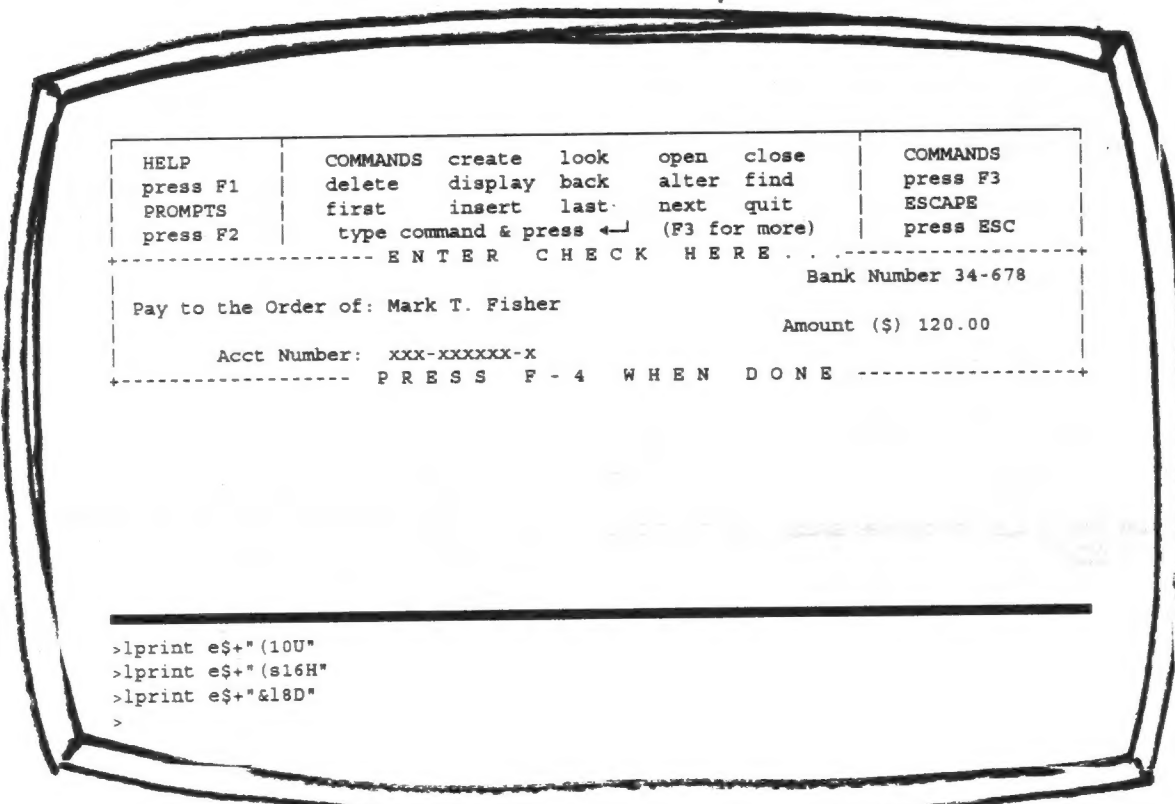 HELP COMMANDS create look open close COMMANDS
press F1 delete display back alter find press F3
PROMPTS first insert last next quit ESCAPE
press F2 type command & press ↵ (F3 for more) press ESC
ENTER CHECK HERE...
Bank Number 34-678
Pay to the Order of: Mark T. Fisher
Amount ($) 120.00
Acct Number: xxx-xxxxxx-x
PRESS F-4 WHEN DONE
>lprint e$+"(10U"
>lprint e$+"(s16H"
>lprint e$+"&l8D"
>